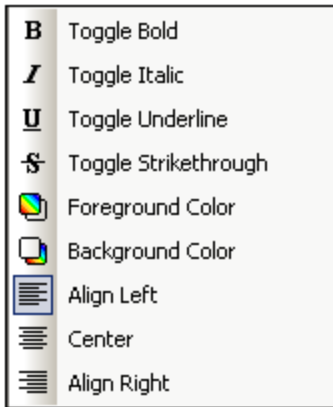 B Toggle Bold
I Toggle Italic
U Toggle Underline
S Toggle Strikethrough
Foreground Color
Background Color
Align Left
Center
Align Right